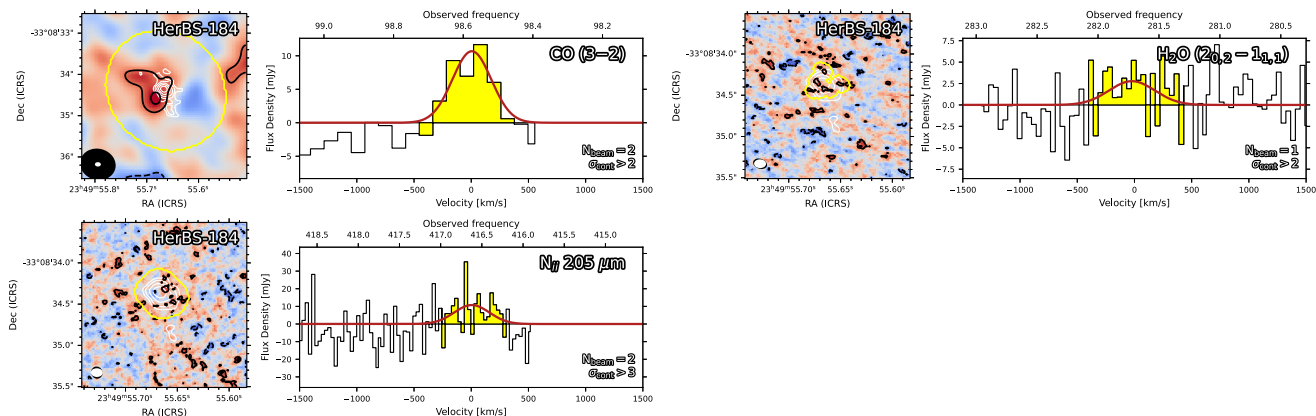 HerBS-184
−33°08′33″
34″
35″
36″
Dec (ICRS)
23ʰ49ᵐ55.8ˢ 55.7ˢ 55.6ˢ
RA (ICRS)
Observed frequency
99.0 98.8 98.6 98.4 98.2
CO (3−2)
Flux Density [mJy]
10
5
0
−5
N_beam = 2
σ_cont > 2
−1500 −1000 −500 0 500 1000 1500
Velocity [km/s]
HerBS-184
−33°08′34.0″
34.5″
35.0″
35.5″
Dec (ICRS)
23ʰ49ᵐ55.70ˢ 55.65ˢ 55.60ˢ
RA (ICRS)
Observed frequency
283.0 282.5 282.0 281.5 281.0 280.5
H₂O (2₀,₂ − 1₁,₁)
Flux Density [mJy]
7.5
5.0
2.5
0.0
−2.5
−5.0
−7.5
N_beam = 1
σ_cont > 2
−1500 −1000 −500 0 500 1000 1500
Velocity [km/s]
HerBS-184
−33°08′34.0″
34.5″
35.0″
35.5″
Dec (ICRS)
23ʰ49ᵐ55.70ˢ 55.65ˢ 55.60ˢ
RA (ICRS)
Observed frequency
418.5 418.0 417.5 417.0 416.5 416.0 415.5 415.0
N_II 205 μm
Flux Density [mJy]
40
30
20
10
0
−10
−20
−30
N_beam = 2
σ_cont > 3
−1500 −1000 −500 0 500 1000 1500
Velocity [km/s]